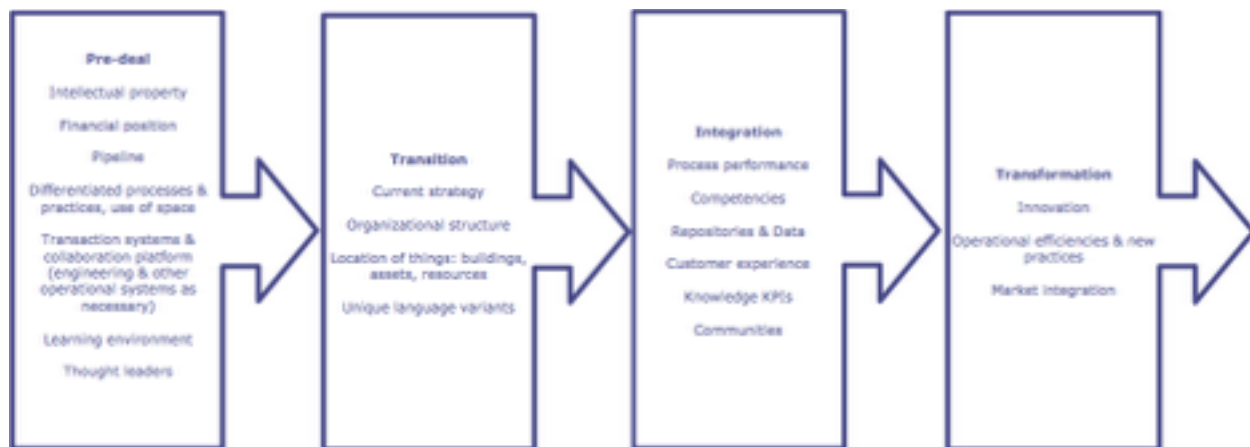 Pre-deal
Intellectual property
Financial position
Pipeline
Differentiated processes &
practices, use of space
Transaction systems &
collaboration platform
(engineering & other
operational systems as
necessary)
Learning environment
Thought leaders
Transition
Current strategy
Organizational structure
Location of things: buildings,
assets, resources
Unique language variants
Integration
Process performance
Competencies
Repositories & Data
Customer experience
Knowledge KPIs
Communities
Transformation
Innovation
Operational efficiencies & new
practices
Market integration